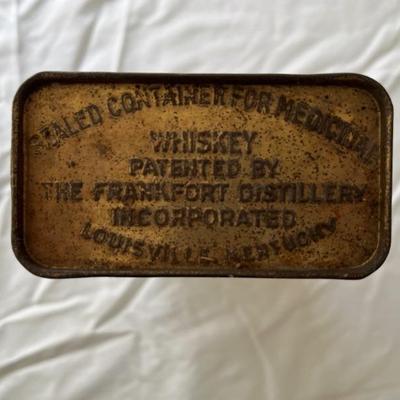 SEALED CONTAINER FOR MEDICINAL
WHISKEY
PATENTED BY
THE FRANKFORT DISTILLERY
INCORPORATED
LOUISVILLE, KENTUCKY